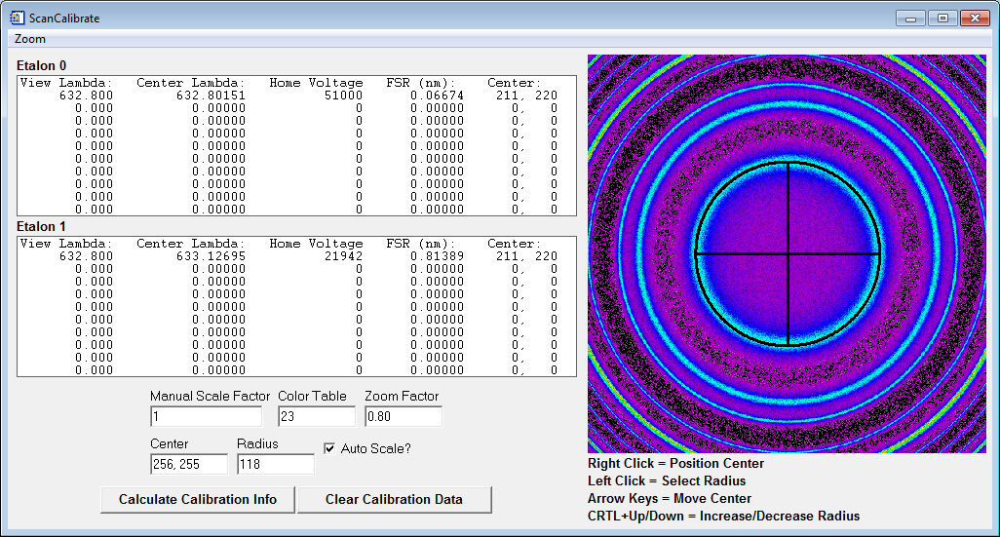 ScanCalibrate
Zoom
Etalon 0
View Lambda: Center Lambda: Home Voltage FSR (nm): Center:
632.800 632.80151 51000 0.06674 211, 220
0.000 0.00000 0 0.00000 0, 0
0.000 0.00000 0 0.00000 0, 0
0.000 0.00000 0 0.00000 0, 0
0.000 0.00000 0 0.00000 0, 0
0.000 0.00000 0 0.00000 0, 0
0.000 0.00000 0 0.00000 0, 0
0.000 0.00000 0 0.00000 0, 0
0.000 0.00000 0 0.00000 0, 0
0.000 0.00000 0 0.00000 0, 0
Etalon 1
View Lambda: Center Lambda: Home Voltage FSR (nm): Center:
632.800 633.12695 21942 0.81389 211, 220
0.000 0.00000 0 0.00000 0, 0
0.000 0.00000 0 0.00000 0, 0
0.000 0.00000 0 0.00000 0, 0
0.000 0.00000 0 0.00000 0, 0
0.000 0.00000 0 0.00000 0, 0
0.000 0.00000 0 0.00000 0, 0
0.000 0.00000 0 0.00000 0, 0
0.000 0.00000 0 0.00000 0, 0
0.000 0.00000 0 0.00000 0, 0
Manual Scale Factor Color Table Zoom Factor
1 23 0.80
Center Radius
256, 255 118 Auto Scale?
Calculate Calibration Info Clear Calibration Data
Right Click = Position Center
Left Click = Select Radius
Arrow Keys = Move Center
CRTL+Up/Down = Increase/Decrease Radius